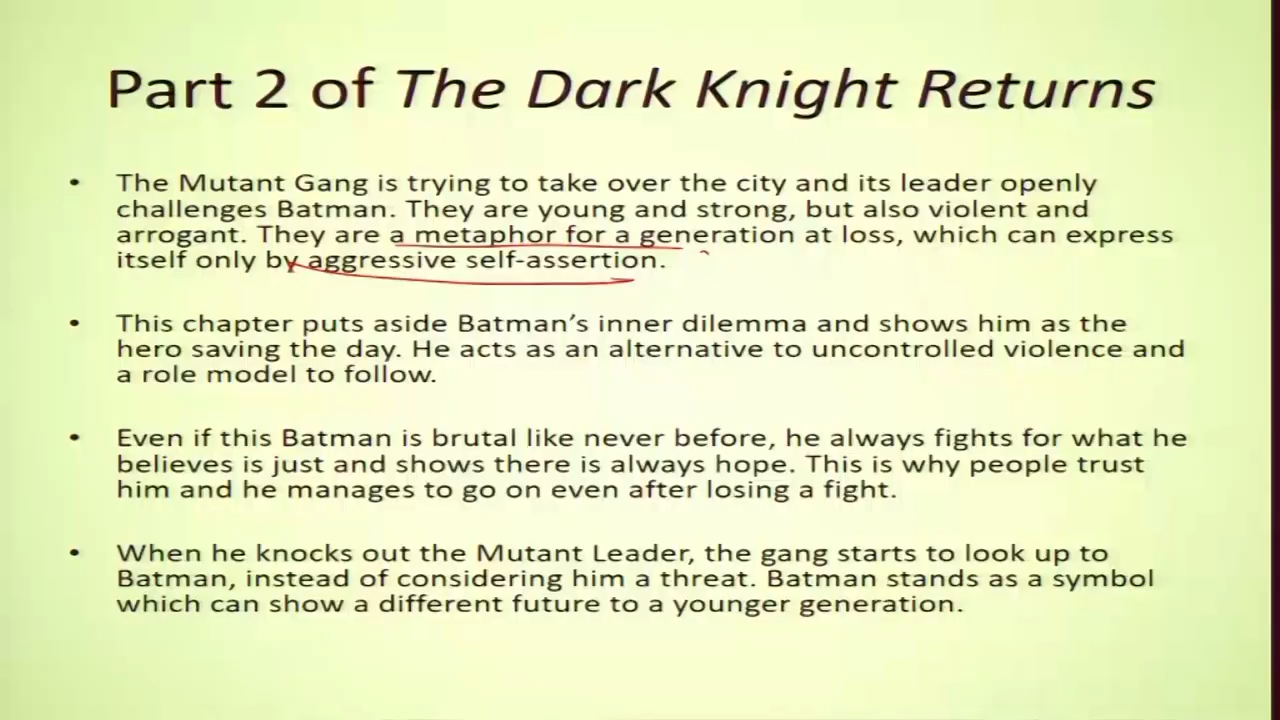 Part 2 of The Dark Knight Returns
• The Mutant Gang is trying to take over the city and its leader openly
challenges Batman. They are young and strong, but also violent and
arrogant. They are a metaphor for a generation at loss, which can express
itself only by aggressive self-assertion.
• This chapter puts aside Batman’s inner dilemma and shows him as the
hero saving the day. He acts as an alternative to uncontrolled violence and
a role model to follow.
• Even if this Batman is brutal like never before, he always fights for what he
believes is just and shows there is always hope. This is why people trust
him and he manages to go on even after losing a fight.
• When he knocks out the Mutant Leader, the gang starts to look up to
Batman, instead of considering him a threat. Batman stands as a symbol
which can show a different future to a younger generation.